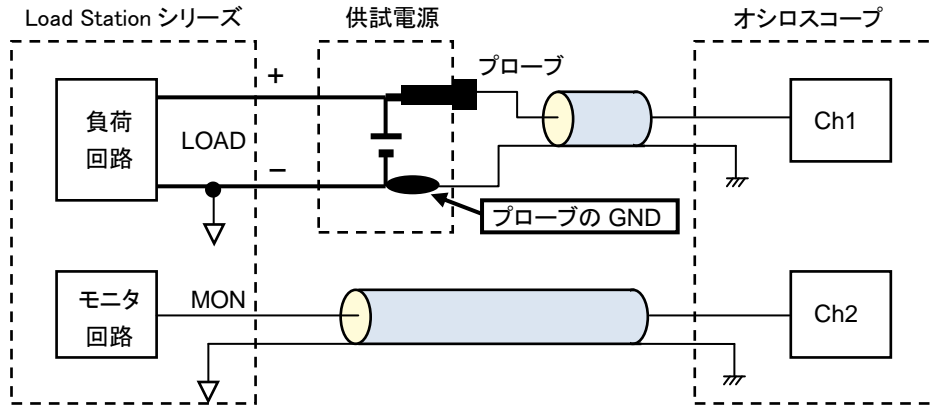 Load Station シリーズ
供試電源
オシロスコープ
プローブ
+
負荷
回路
LOAD
−
Ch1
プローブの GND
モニタ
回路
MON
Ch2